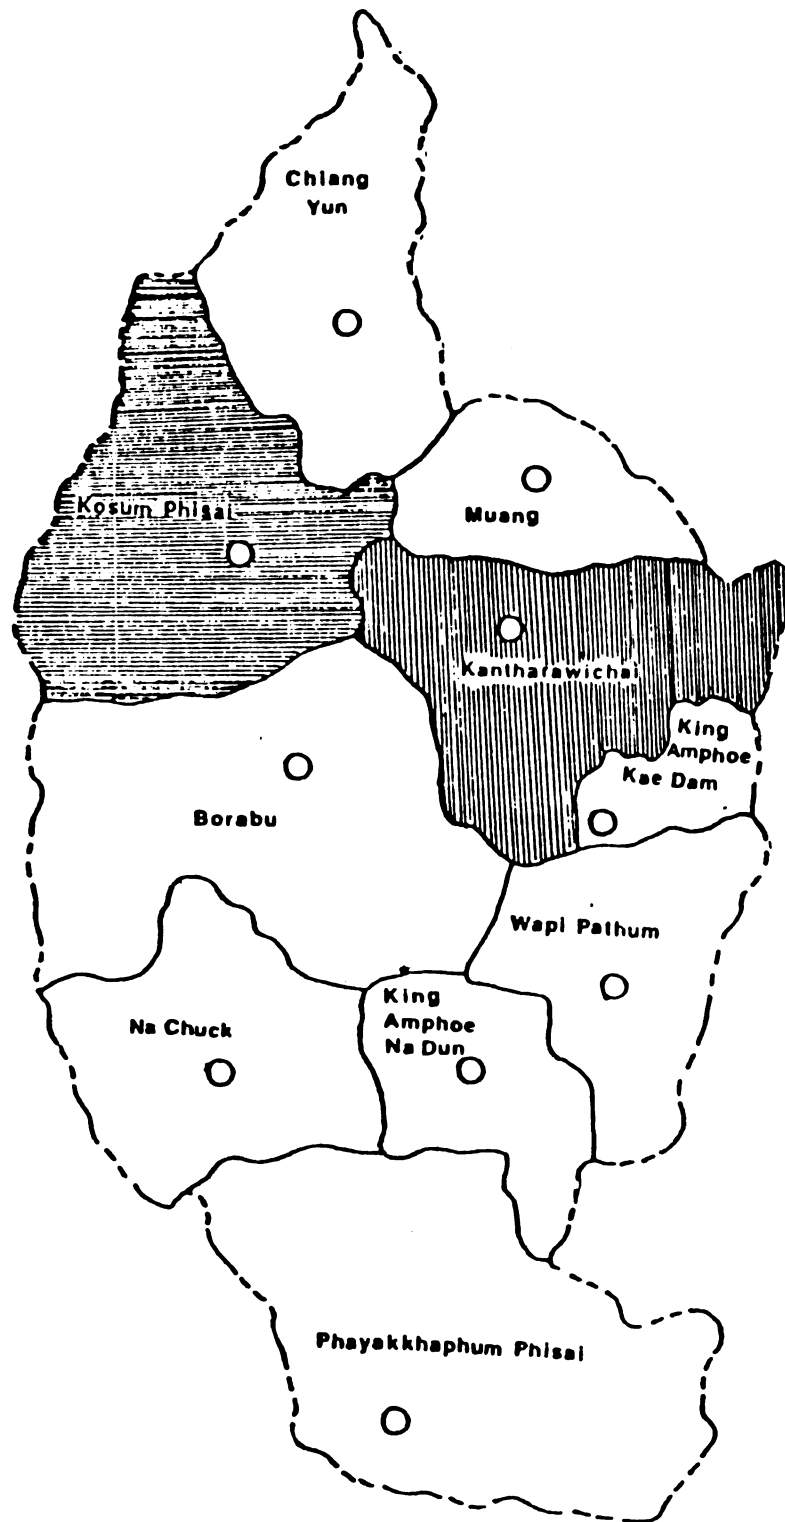 Chiang
Yun
Kosum Phisai
Muang
Kantharawichai
King
Amphoe
Kae Dam
Borabu
Wapi Pathum
King
Amphoe
Na Dun
Na Chuck
Phayakkhaphum Phisai